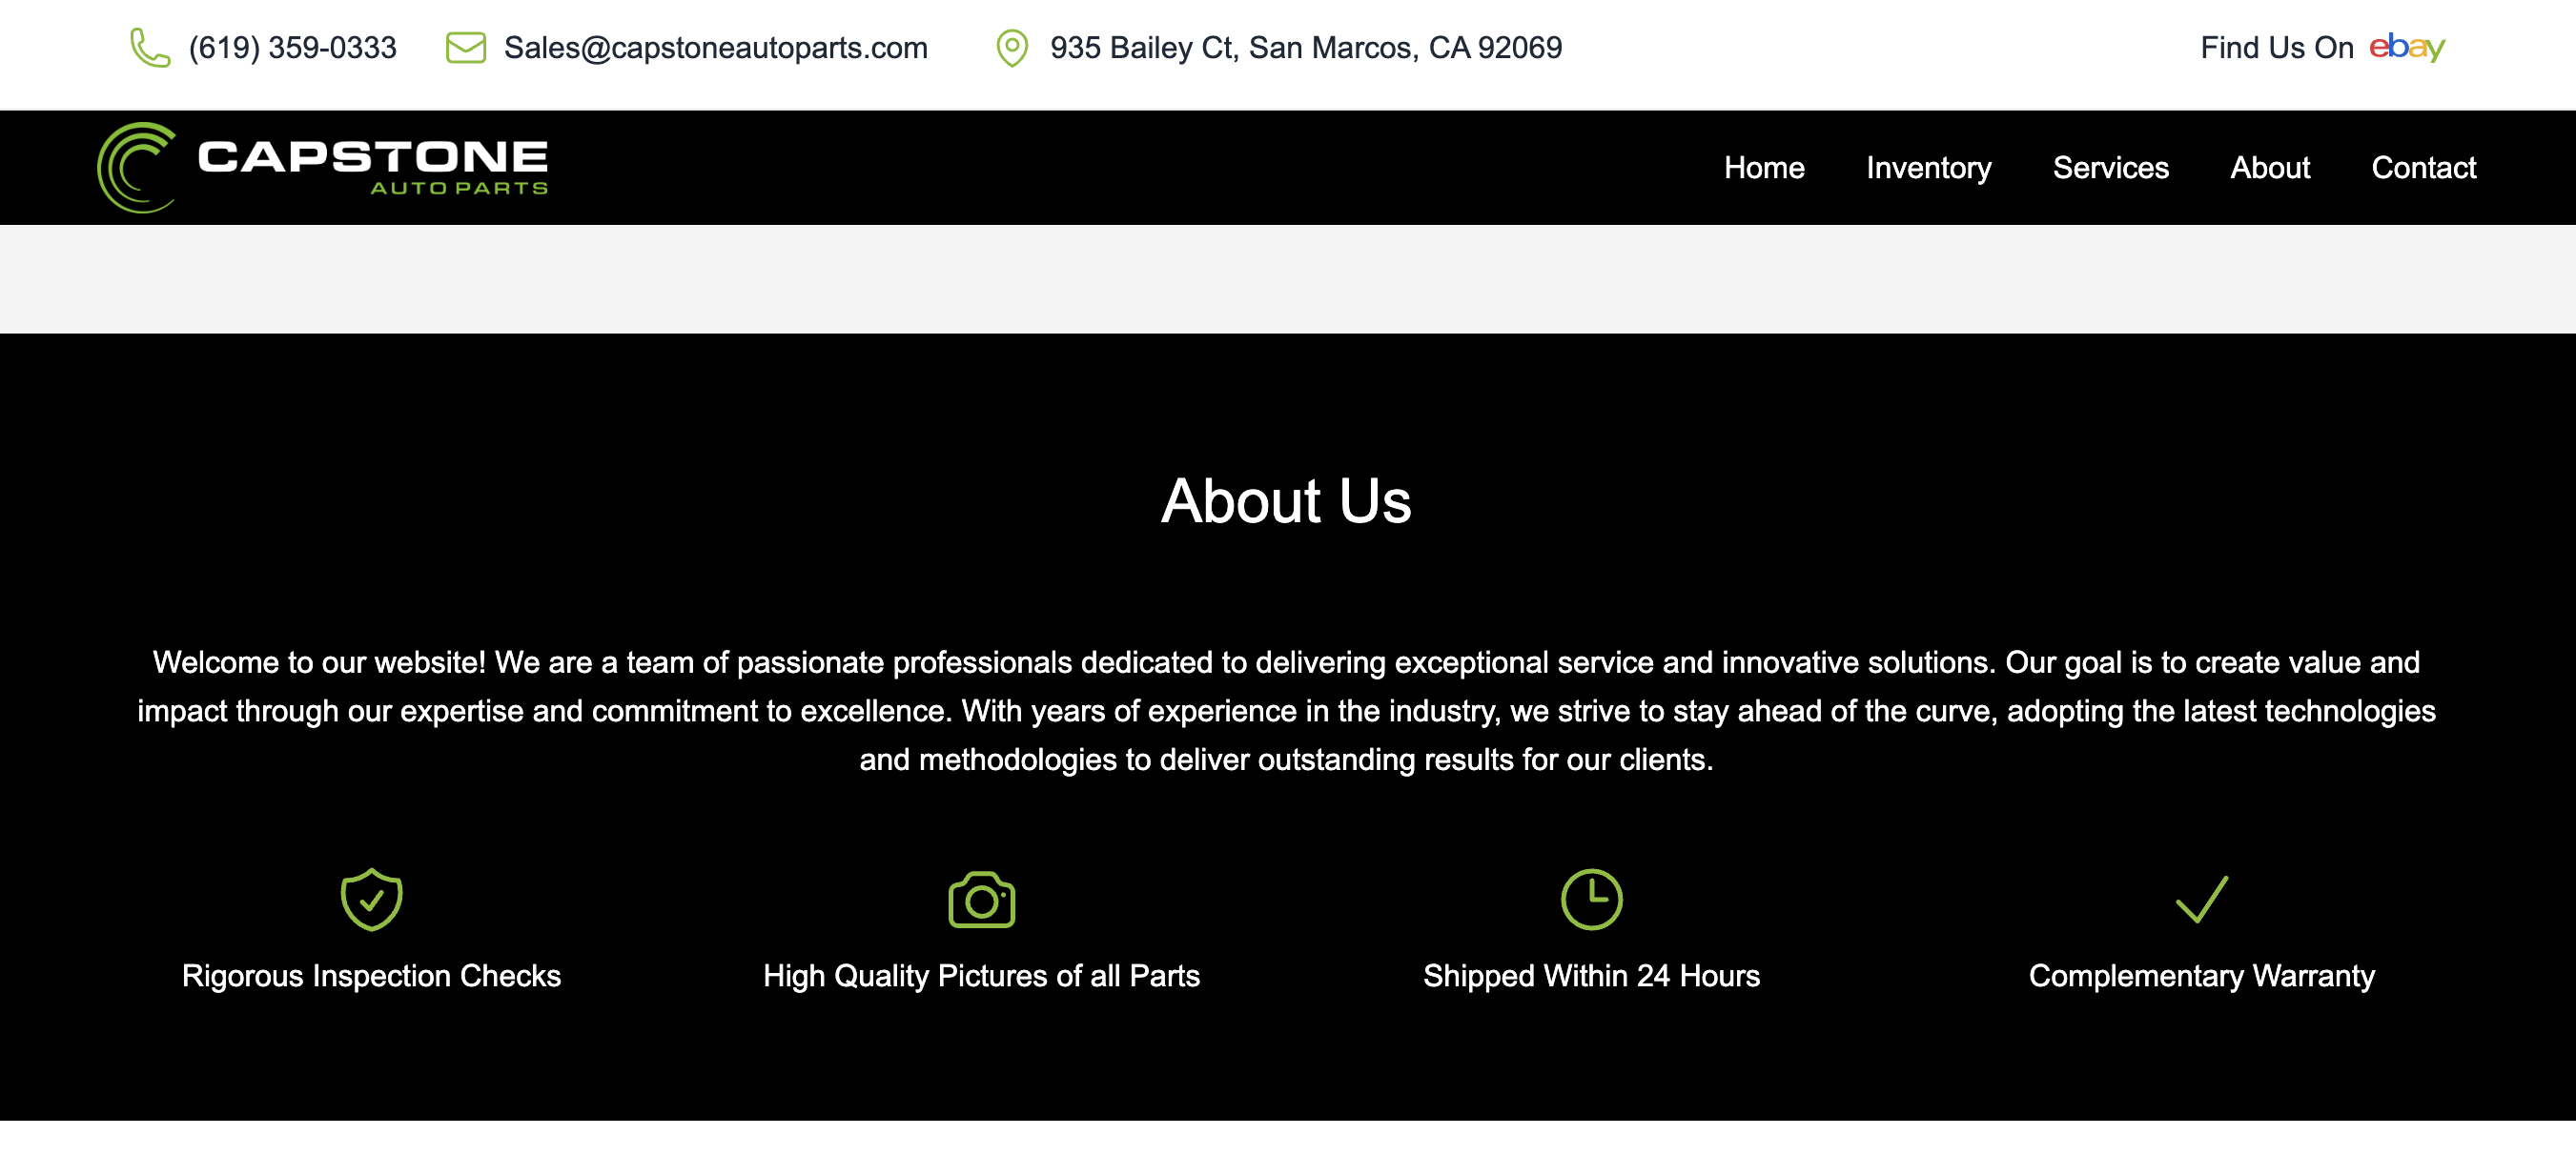 (619) 359-0333 Sales@capstoneautoparts.com 935 Bailey Ct, San Marcos, CA 92069 Find Us On ebay
CAPSTONE
AUTO PARTS
Home Inventory Services About Contact
About Us
Welcome to our website! We are a team of passionate professionals dedicated to delivering exceptional service and innovative solutions. Our goal is to create value and
impact through our expertise and commitment to excellence. With years of experience in the industry, we strive to stay ahead of the curve, adopting the latest technologies
and methodologies to deliver outstanding results for our clients.
Rigorous Inspection Checks
High Quality Pictures of all Parts
Shipped Within 24 Hours
Complementary Warranty